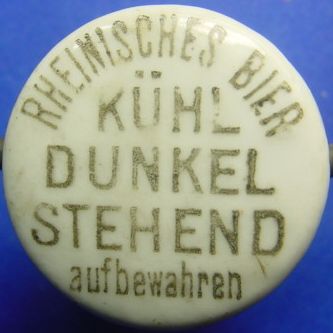 RHEINISCHES BIER
KÜHL
DUNKEL
STEHEND
aufbewahren